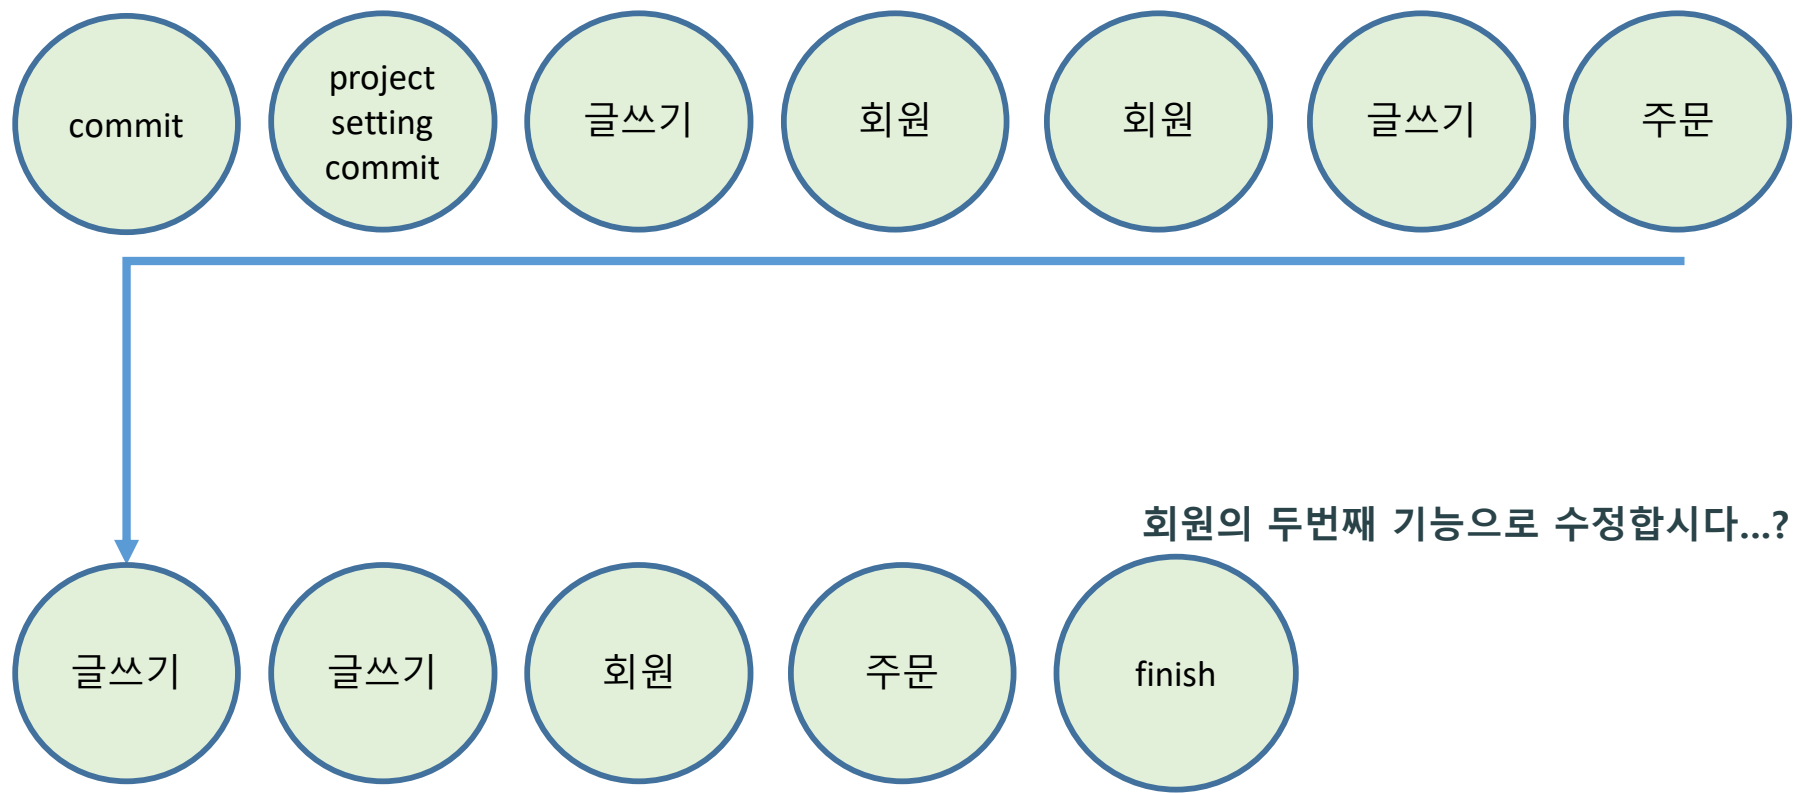 commit
project
setting
commit
글쓰기
회원
회원
글쓰기
주문
회원의 두번째 기능으로 수정합시다...?
글쓰기
글쓰기
회원
주문
finish